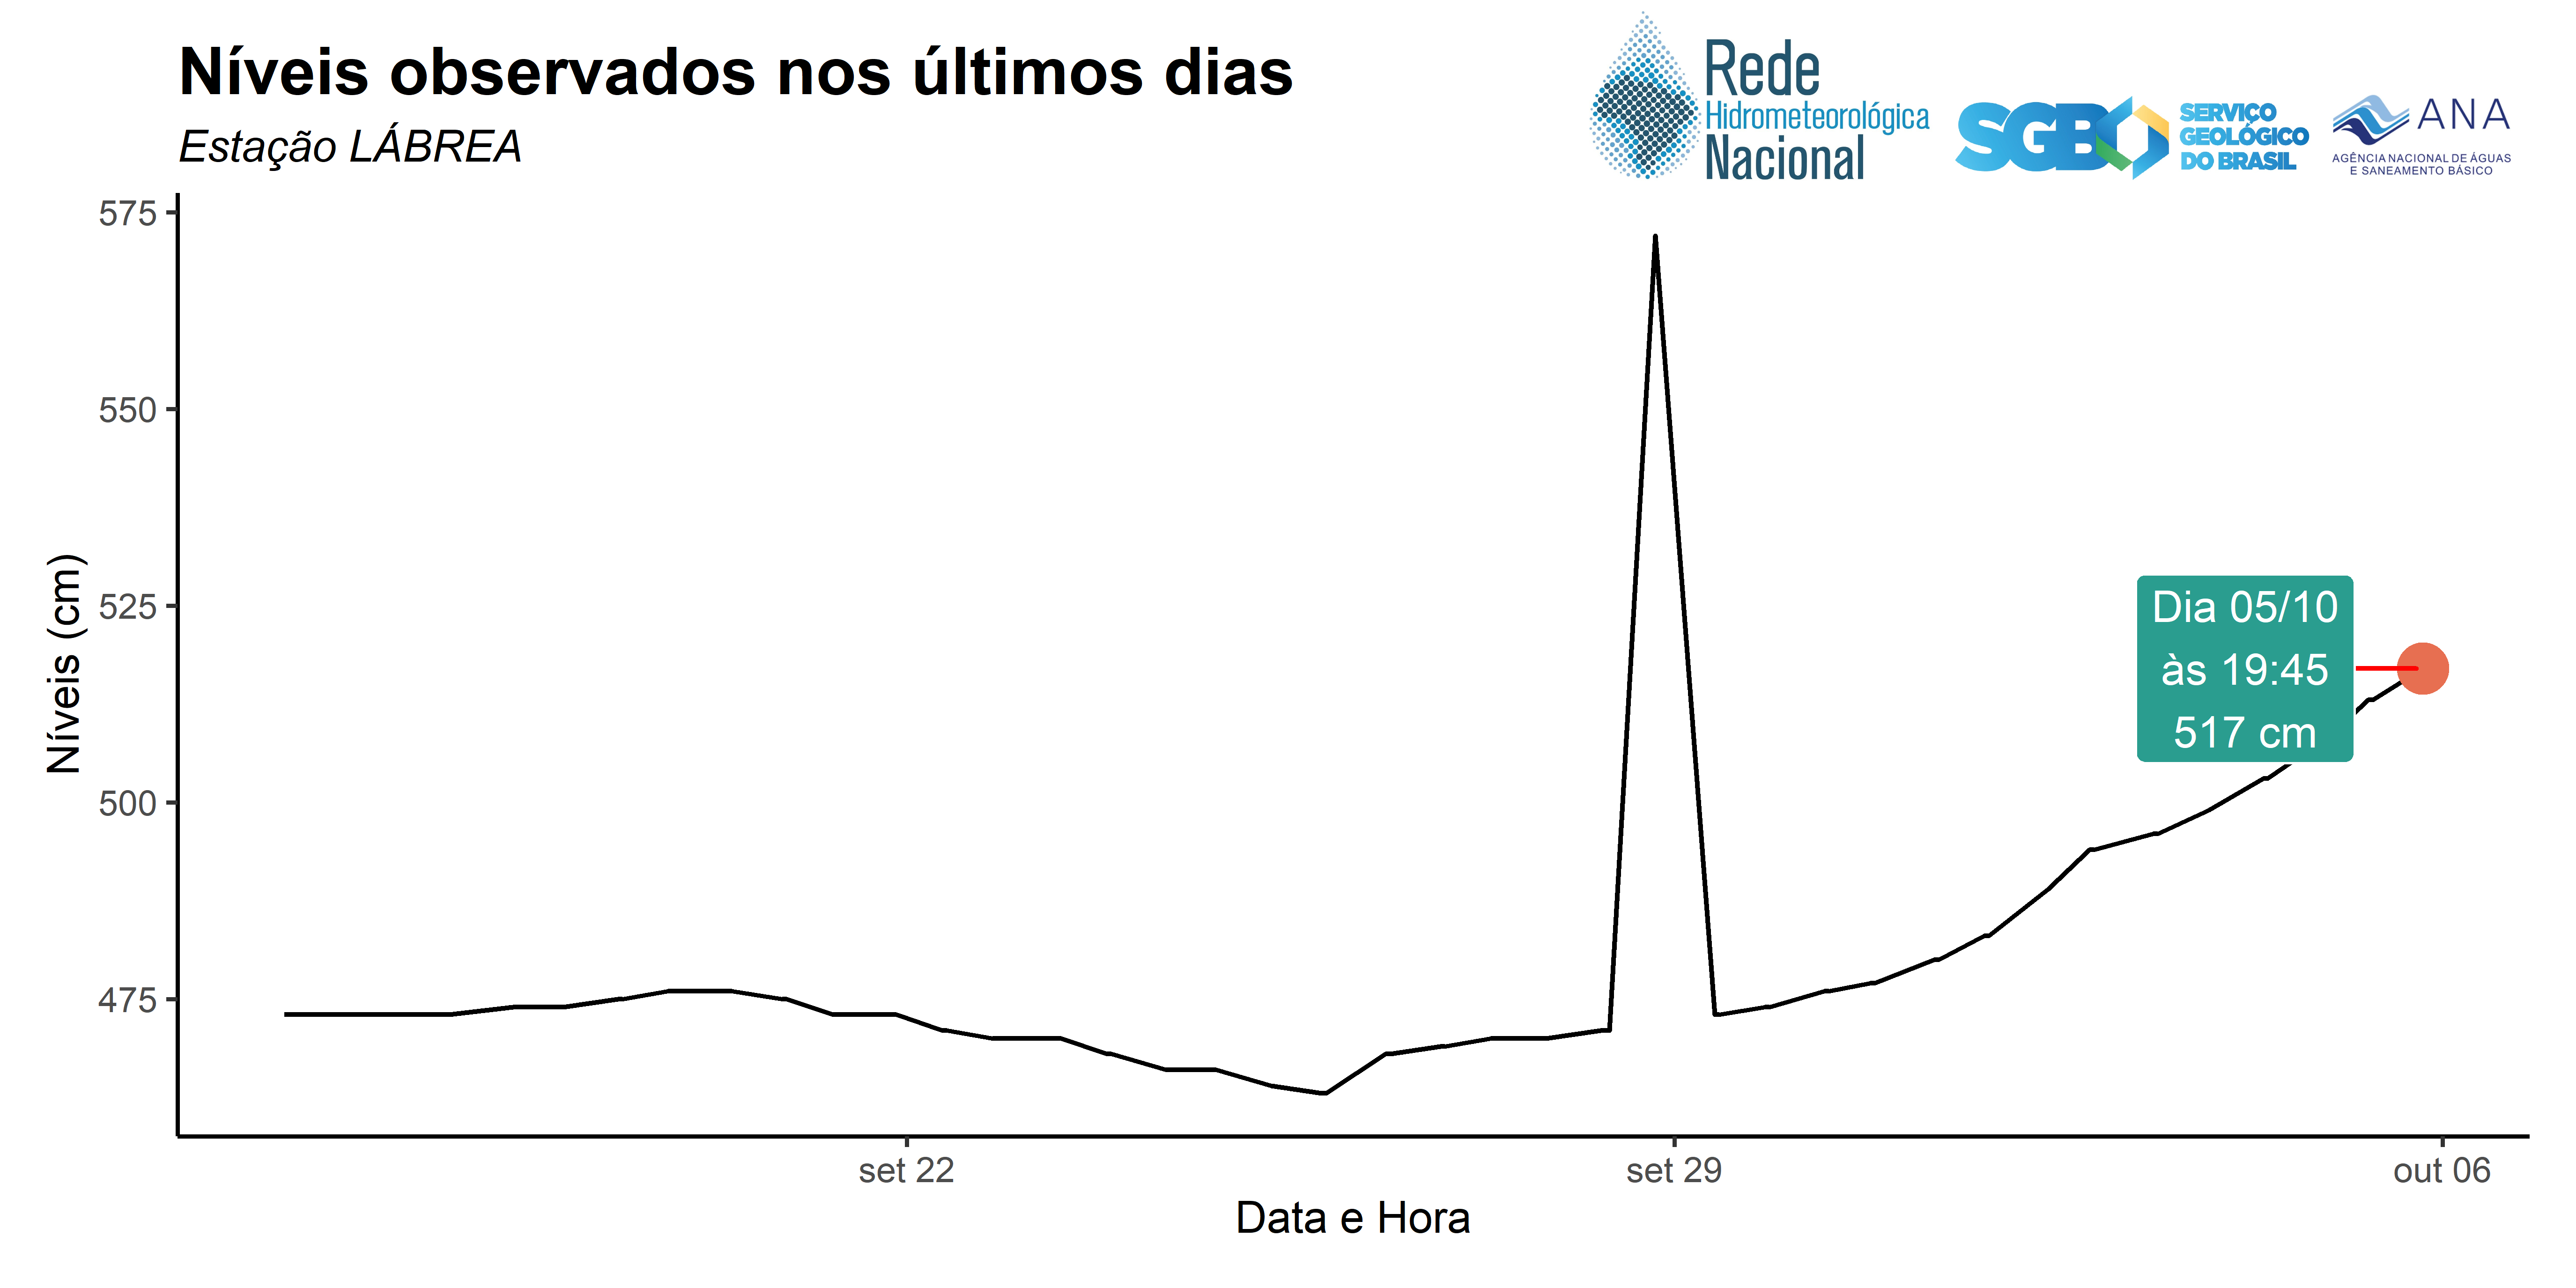 Níveis observados nos últimos dias
Estação LÁBREA
Rede
Hidrometeorológica
Nacional
SGB
SERVIÇO
GEOLÓGICO
DO BRASIL
ANA
AGÊNCIA NACIONAL DE ÁGUAS
E SANEAMENTO BÁSICO
Níveis (cm)
575
550
525
500
475
Dia 05/10
às 19:45
517 cm
set 22
set 29
out 06
Data e Hora